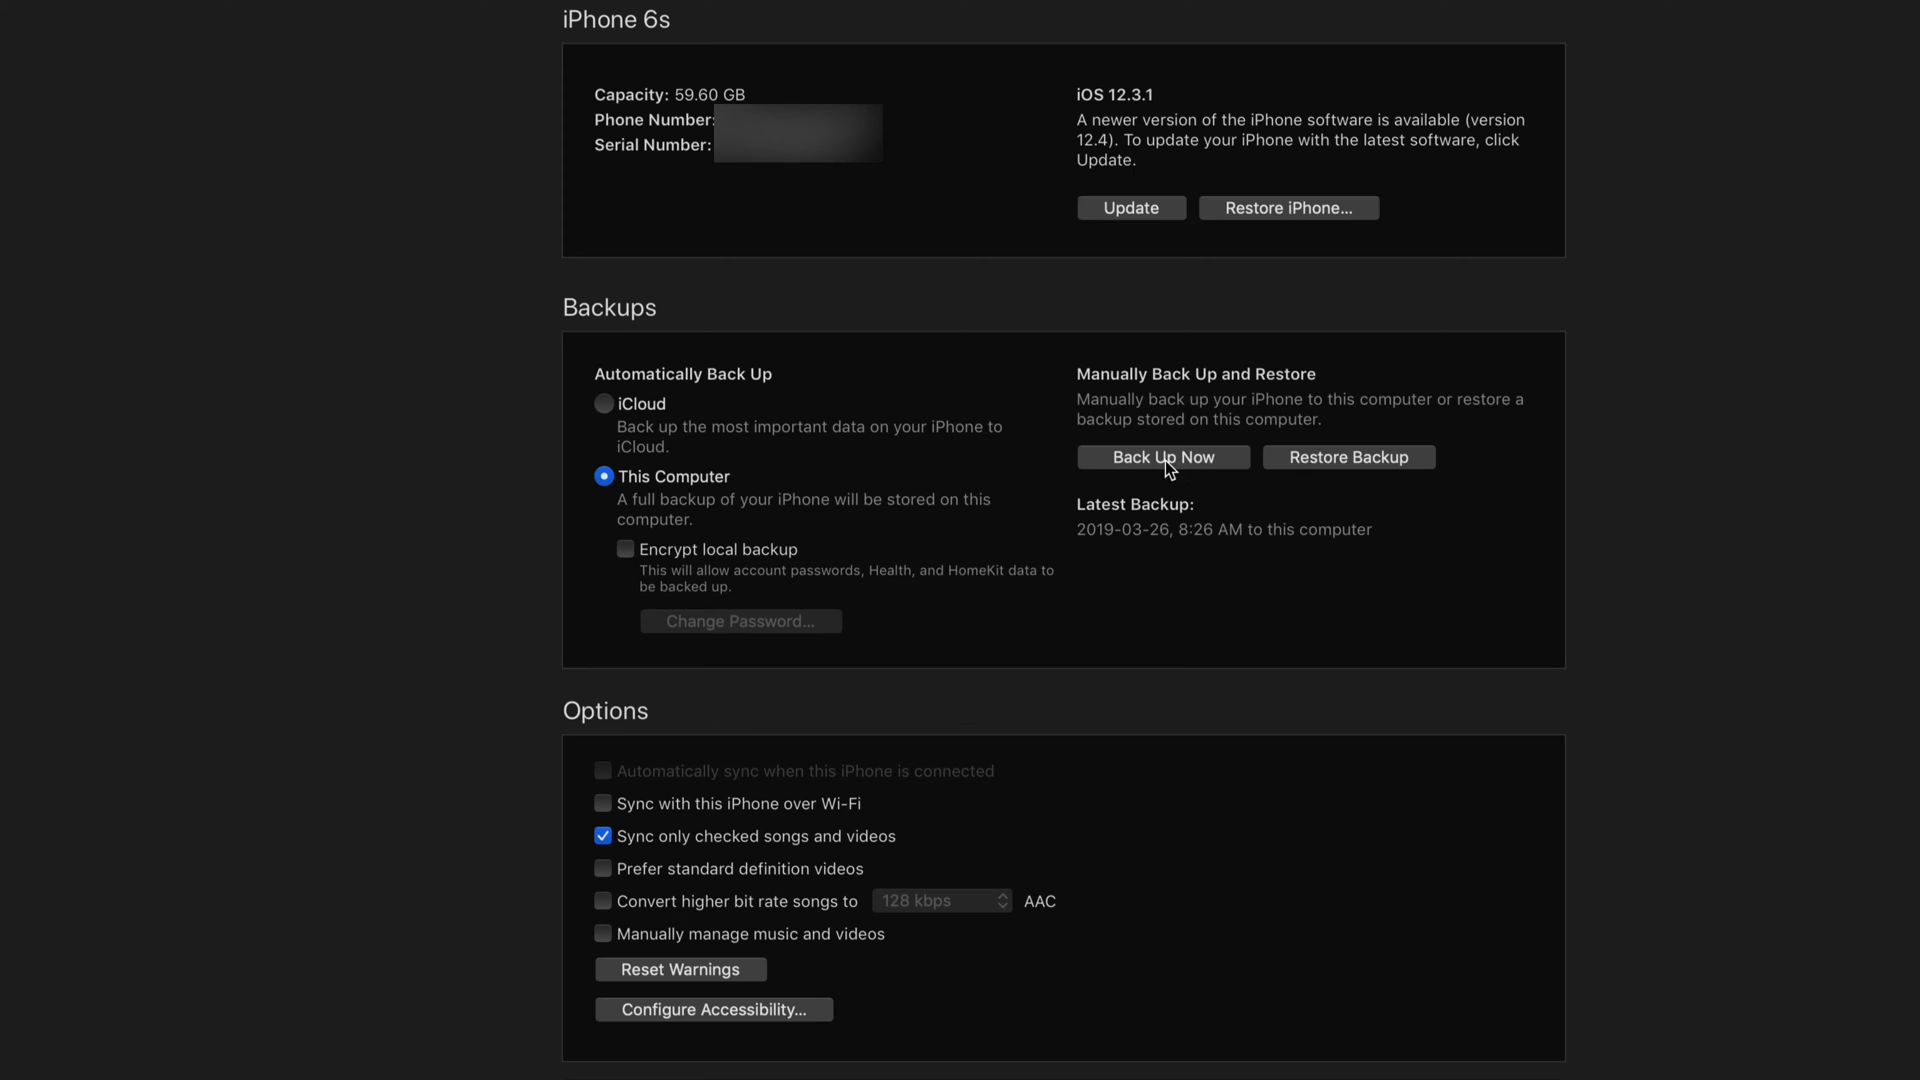 iPhone 6s
Capacity: 59.60 GB
Phone Number:
Serial Number:
iOS 12.3.1
A newer version of the iPhone software is available (version
12.4). To update your iPhone with the latest software, click
Update.
Update
Restore iPhone...
Backups
Automatically Back Up
iCloud
Back up the most important data on your iPhone to
iCloud.
This Computer
A full backup of your iPhone will be stored on this
computer.
Encrypt local backup
This will allow account passwords, Health, and HomeKit data to
be backed up.
Change Password...
Manually Back Up and Restore
Manually back up your iPhone to this computer or restore a
backup stored on this computer.
Back Up Now
Restore Backup
Latest Backup:
2019-03-26, 8:26 AM to this computer
Options
Automatically sync when this iPhone is connected
Sync with this iPhone over Wi-Fi
Sync only checked songs and videos
Prefer standard definition videos
Convert higher bit rate songs to 128 kbps AAC
Manually manage music and videos
Reset Warnings
Configure Accessibility...